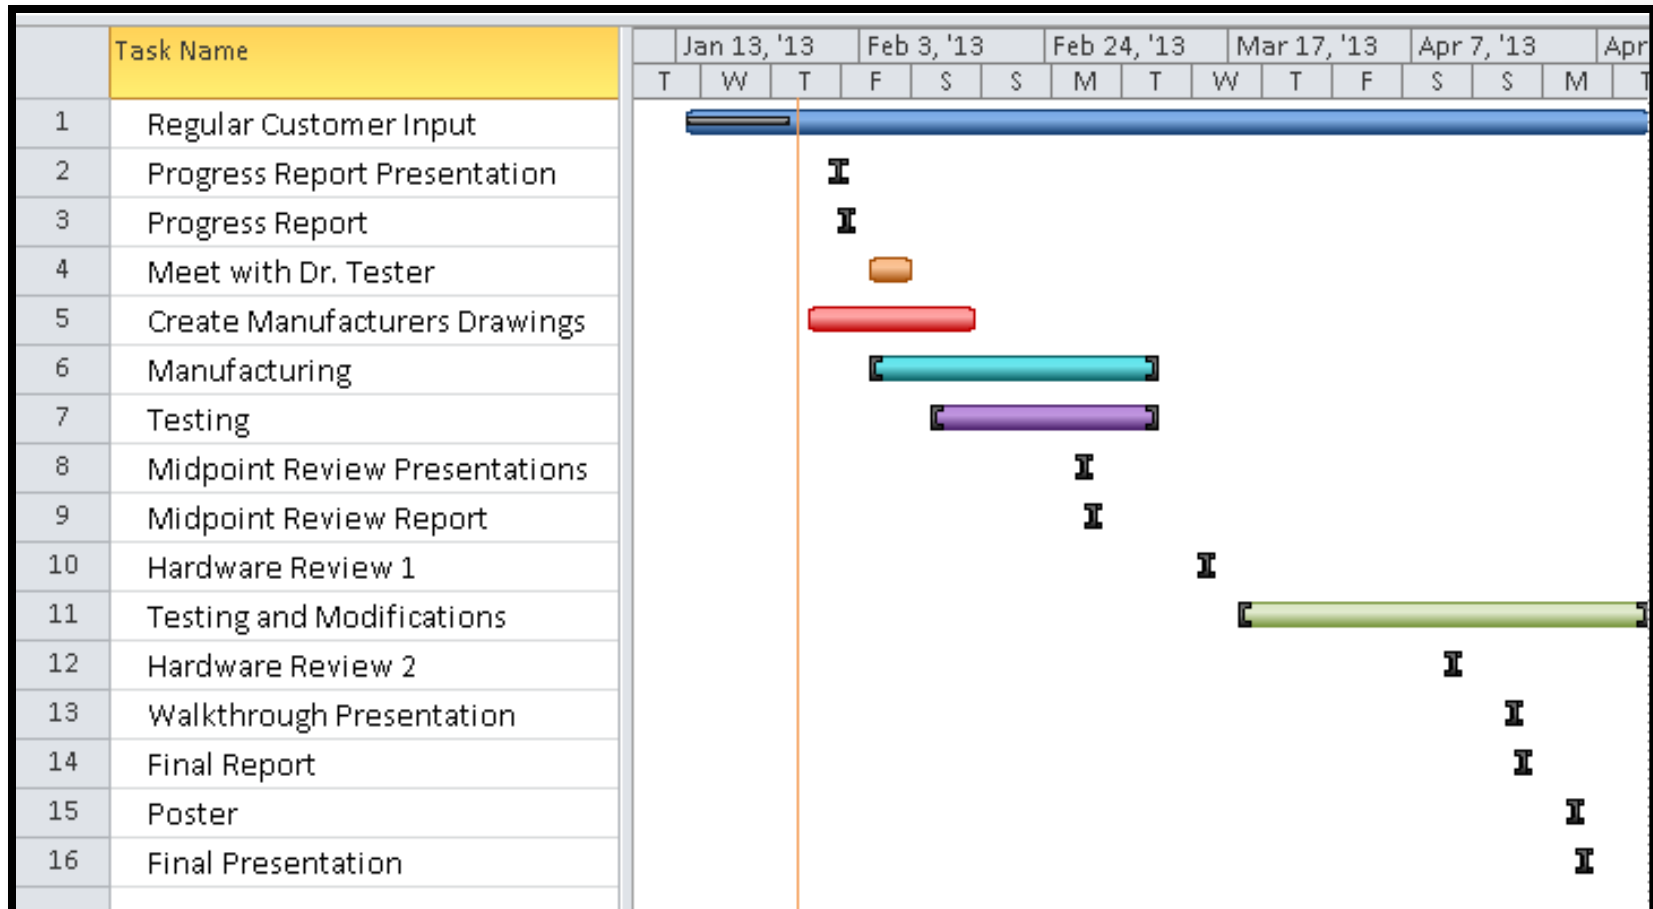 Task Name
Jan 13, '13 Feb 3, '13 Feb 24, '13 Mar 17, '13 Apr 7, '13 Apr
T W T F S S M T W T F S S M T
1 Regular Customer Input
2 Progress Report Presentation
3 Progress Report
4 Meet with Dr. Tester
5 Create Manufacturers Drawings
6 Manufacturing
7 Testing
8 Midpoint Review Presentations
9 Midpoint Review Report
10 Hardware Review 1
11 Testing and Modifications
12 Hardware Review 2
13 Walkthrough Presentation
14 Final Report
15 Poster
16 Final Presentation